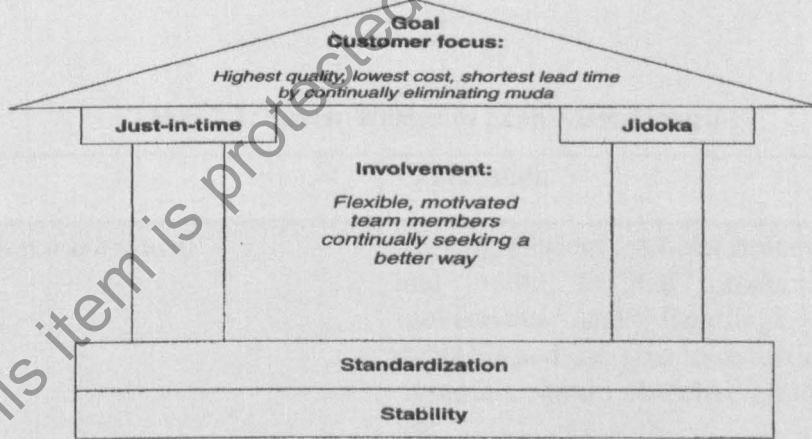 Goal
Customer focus:
Highest quality, lowest cost, shortest lead time
by continually eliminating muda
Just-in-time
Jidoka
Involvement:
Flexible, motivated
team members
continually seeking a
better way
Standardization
Stability
is item is protected